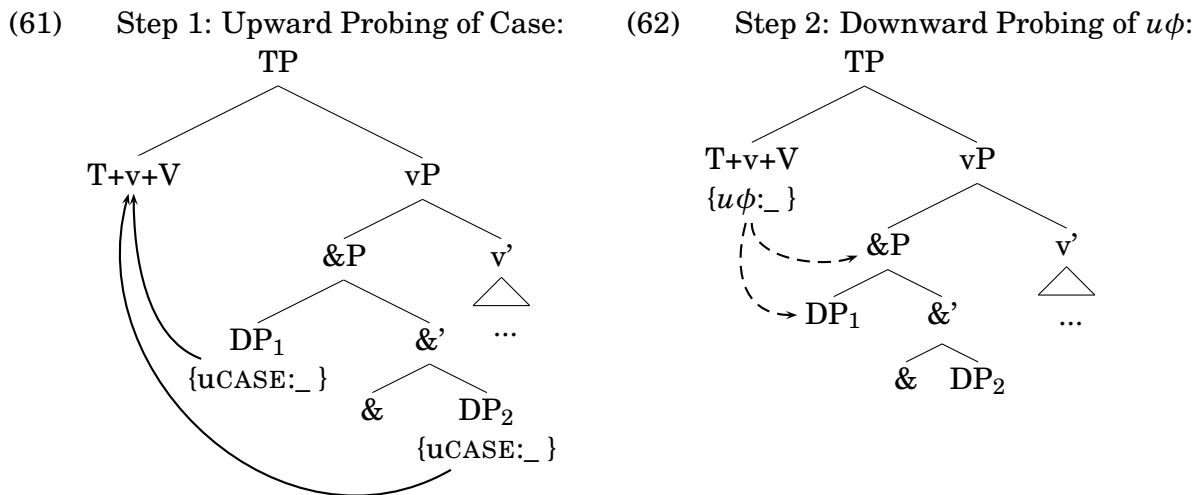 (61) Step 1: Upward Probing of Case: (62) Step 2: Downward Probing of uϕ:
TP TP
T+v+V vP T+v+V vP
{uϕ:_ }
&P v' &P v'
DP₁ &' ... DP₁ &' ...
{uCASE:_ } & DP₂ & DP₂
{uCASE:_ }